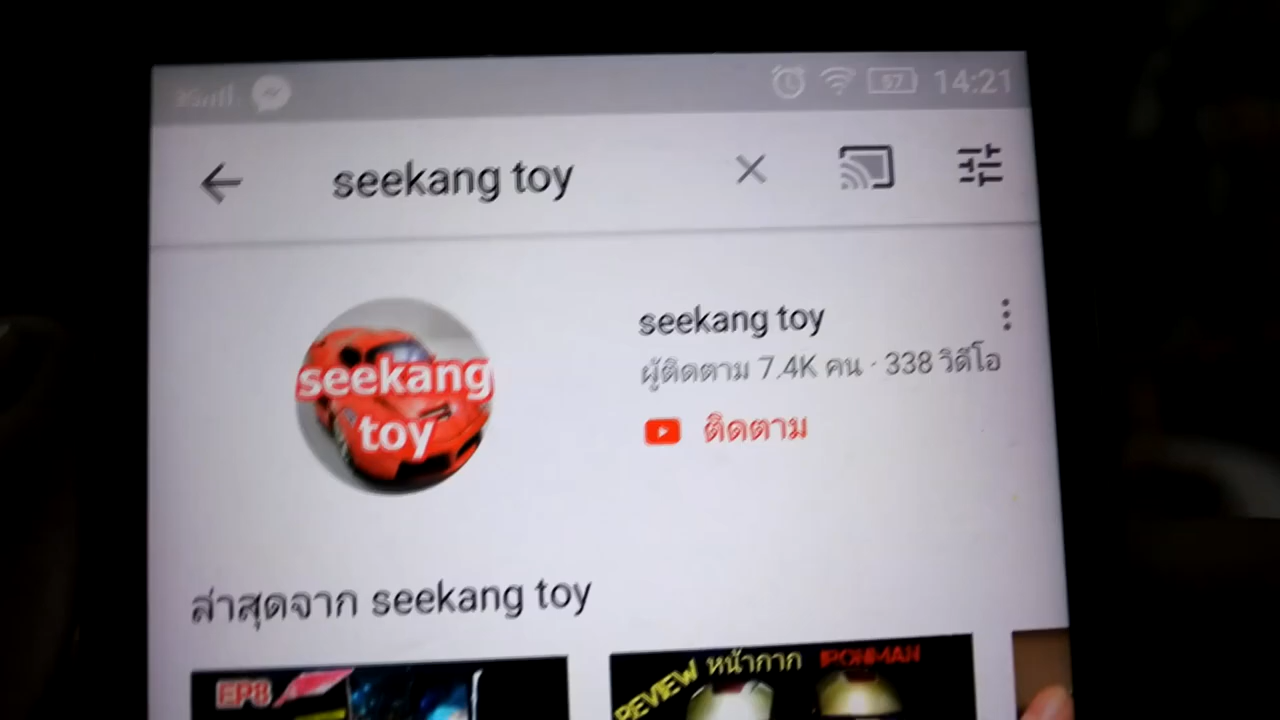 57 14:21
seekang toy
seekang
toy
seekang toy
ผู้ติดตาม 7.4K คน · 338 วิดีโอ
ติดตาม
ล่าสุดจาก seekang toy
EP8
REVIEW หน้ากาก IRONMAN